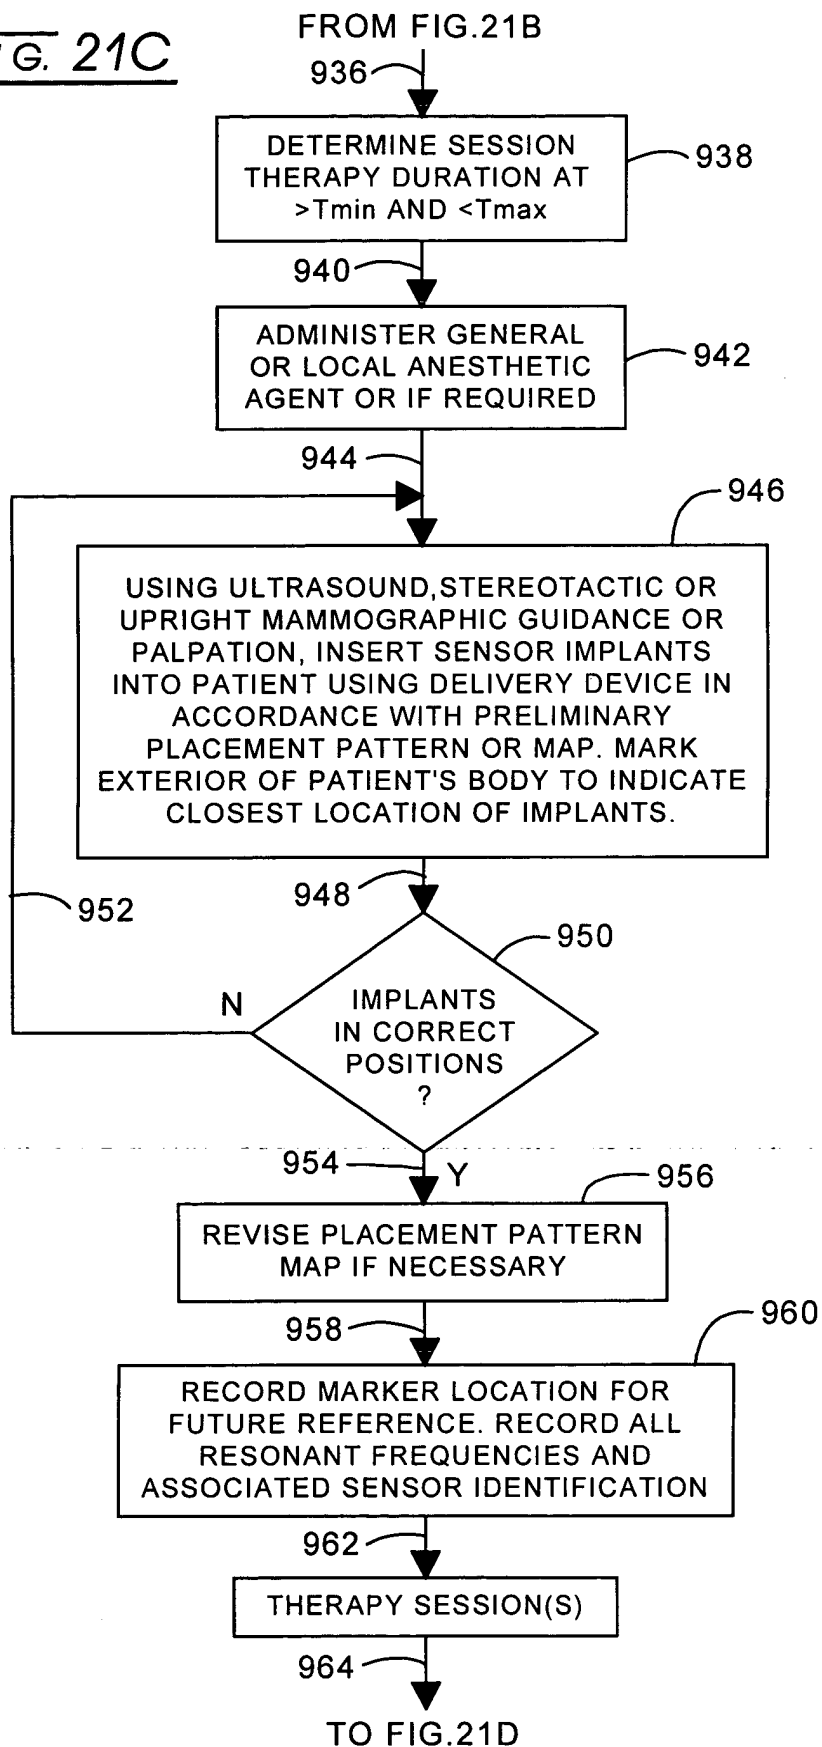 FROM FIG.21B
G. 21C
936
DETERMINE SESSION
THERAPY DURATION AT
>Tmin AND <Tmax
938
940
ADMINISTER GENERAL
OR LOCAL ANESTHETIC
AGENT OR IF REQUIRED
942
944
946
USING ULTRASOUND,STEREOTACTIC OR
UPRIGHT MAMMOGRAPHIC GUIDANCE OR
PALPATION, INSERT SENSOR IMPLANTS
INTO PATIENT USING DELIVERY DEVICE IN
ACCORDANCE WITH PRELIMINARY
PLACEMENT PATTERN OR MAP. MARK
EXTERIOR OF PATIENT'S BODY TO INDICATE
CLOSEST LOCATION OF IMPLANTS.
948
952
950
N
IMPLANTS
IN CORRECT
POSITIONS
?
954
Y
956
REVISE PLACEMENT PATTERN
MAP IF NECESSARY
958
960
RECORD MARKER LOCATION FOR
FUTURE REFERENCE. RECORD ALL
RESONANT FREQUENCIES AND
ASSOCIATED SENSOR IDENTIFICATION
962
THERAPY SESSION(S)
964
TO FIG.21D